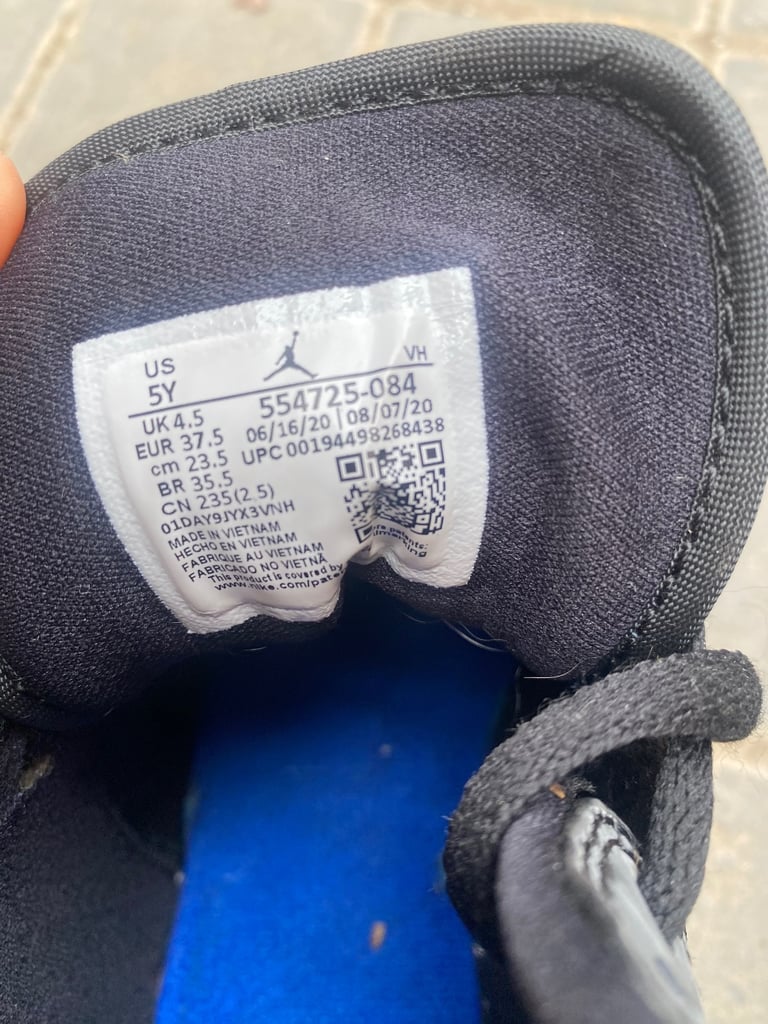 US
5Y
VH
554725-084
06/16/20 | 08/07/20
UPC 00194498268438
UK 4.5
EUR 37.5
cm 23.5
BR 35.5
CN 235(2.5)
01DAY9JYX3VNH
MADE IN VIETNAM
HECHO EN VIETNAM
FABRIQUE AU VIETNAM
FABRICADO NO VIETNÃ
This product is covered by
www.nike.com/pate